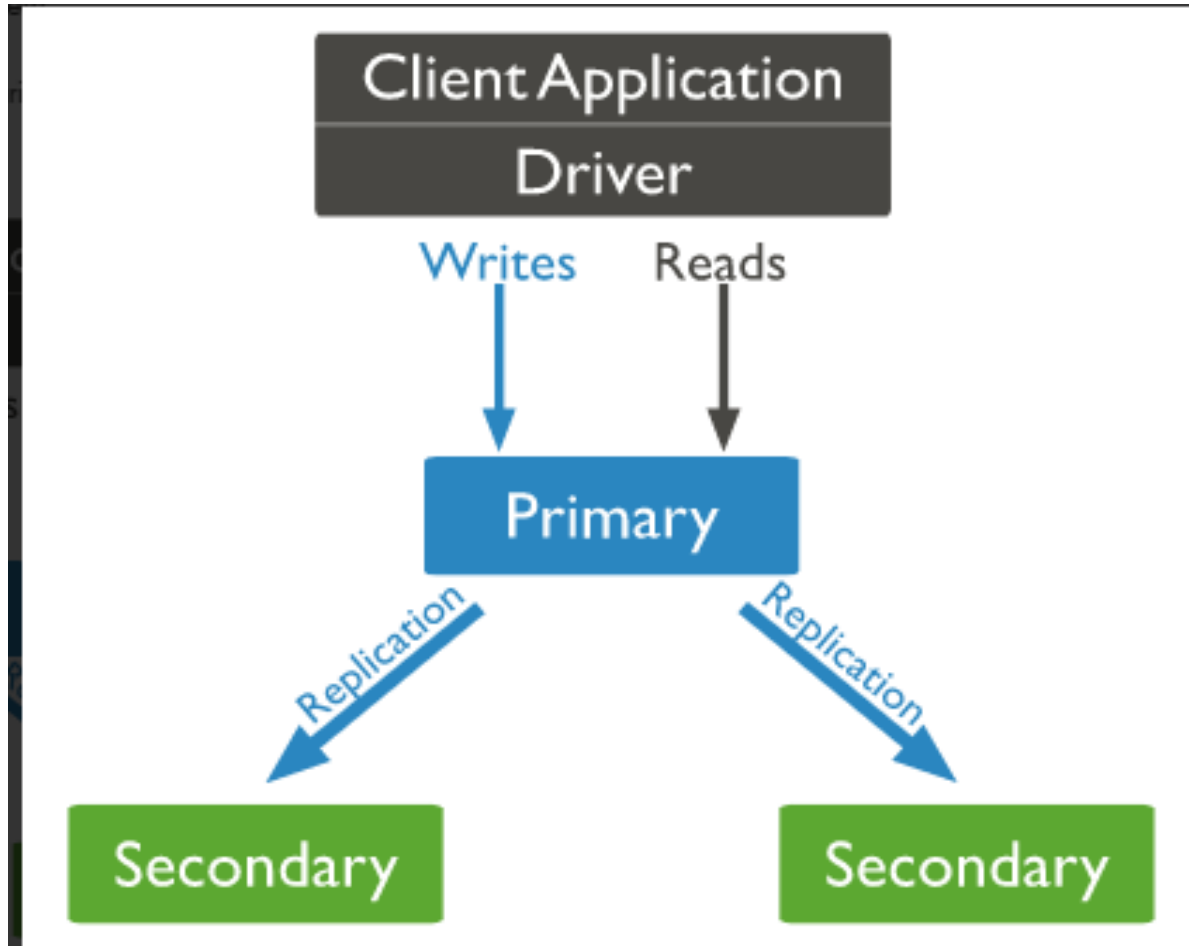 Client Application
Driver
Writes Reads
Primary
Replication Replication
Secondary Secondary